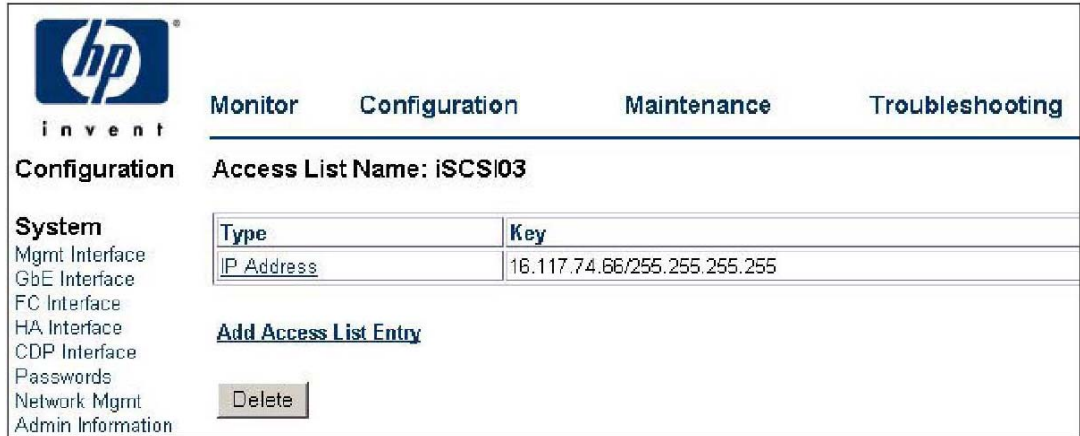 hp
®
invent
Monitor Configuration Maintenance Troubleshooting
Configuration
Access List Name: iSCSI03
System
Mgmt Interface
GbE Interface
FC Interface
HA Interface
CDP Interface
Passwords
Network Mgmt
Admin Information
Type Key
IP Address 16.117.74.66/255.255.255.255
Add Access List Entry
Delete